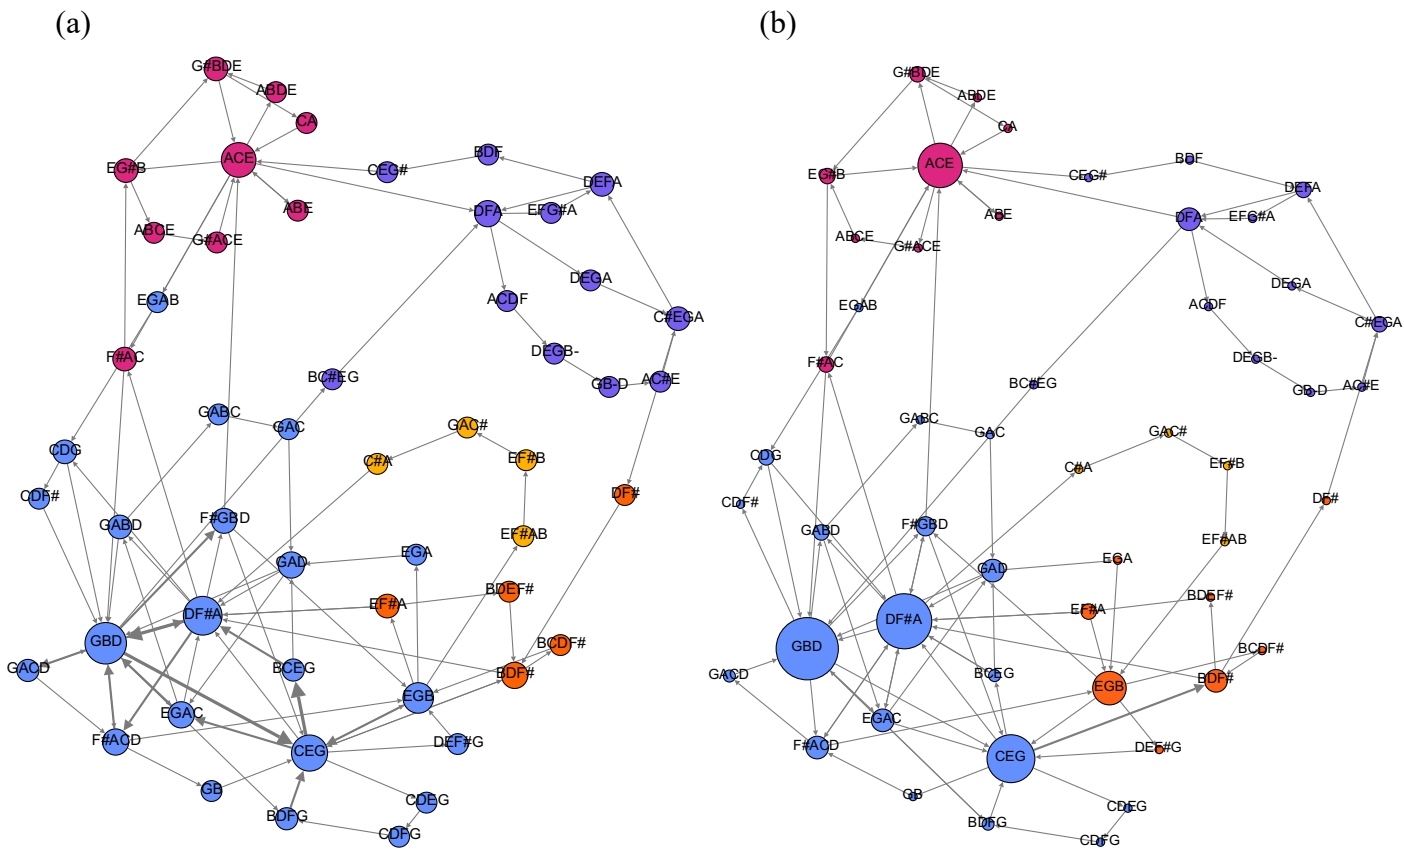 (a)
G#BDE
ABDE
CA
ACE
EG#B
CEG#
BDF
DEFA
DFA
EFG#A
ABE
ABCE
G#ACE
DEGA
EGAB
ACDF
C#EGA
F#AC
DEGB-
BC#EG
GB-D
AC#E
GABC
GAC
GAC#
CDG
C#A
EF#B
CDF#
DF#
GABD
F#GBD
EF#AB
EGA
GAD
BDEF#
EF#A
DF#A
GBD
BCDF#
GACD
BCEG
BDF#
EGB
EGAC
F#ACD
DEF#G
CEG
GB
CDEG
BDFG
CDFG
(b)
G#BDE
ABDE
CA
ACE
EG#B
CEG#
BDF
DEFA
DFA
EFG#A
ABE
ABCE
G#ACE
DEGA
EGAB
ACDF
C#EGA
F#AC
DEGB-
BC#EG
GB-D
AC#E
GABC
GAC
GAC#
CDG
C#A
EF#B
CDF#
DF#
GABD
F#GBD
EF#AB
EGA
GAD
BDEF#
EF#A
DF#A
GBD
BCDF#
GACD
BCEG
BDF#
EGB
EGAC
F#ACD
DEF#G
CEG
GB
CDEG
BDFG
CDFG